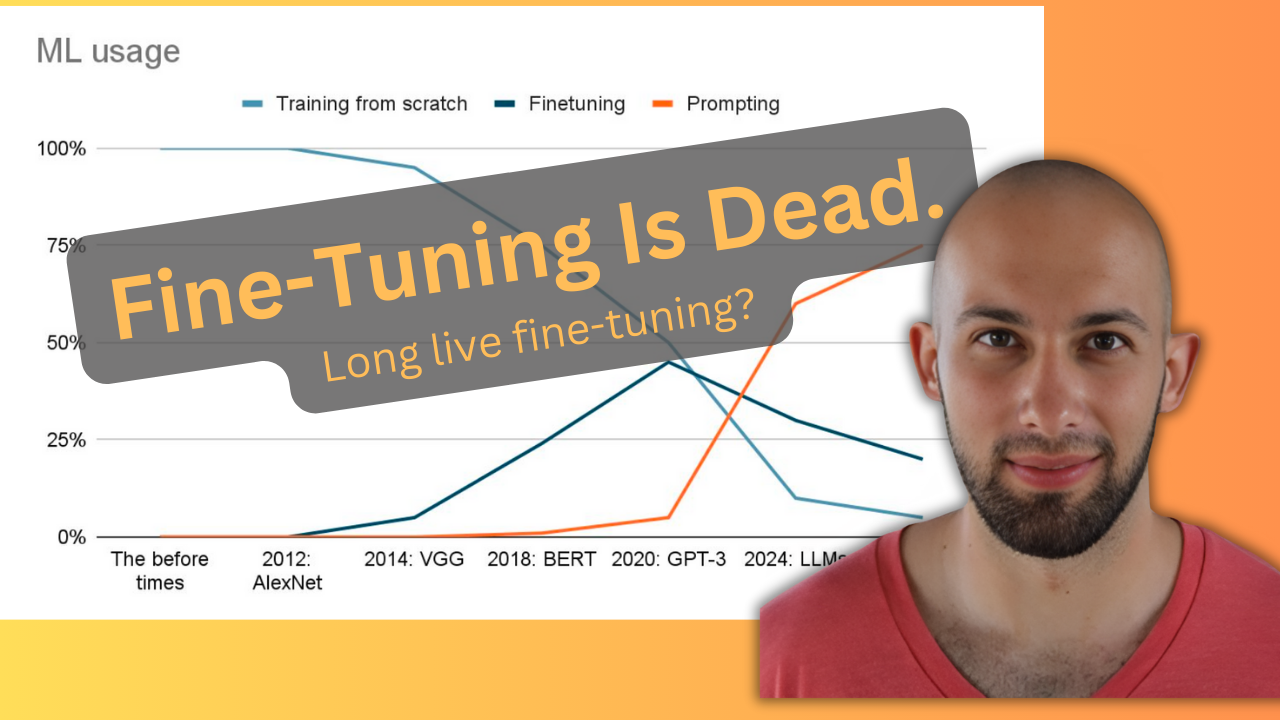 ML usage
Training from scratch Finetuning Prompting
100%
75%
50%
25%
0%
Fine-Tuning Is Dead.
Long live fine-tuning?
The before times
2012: AlexNet
2014: VGG
2018: BERT
2020: GPT-3
2024: LLMs